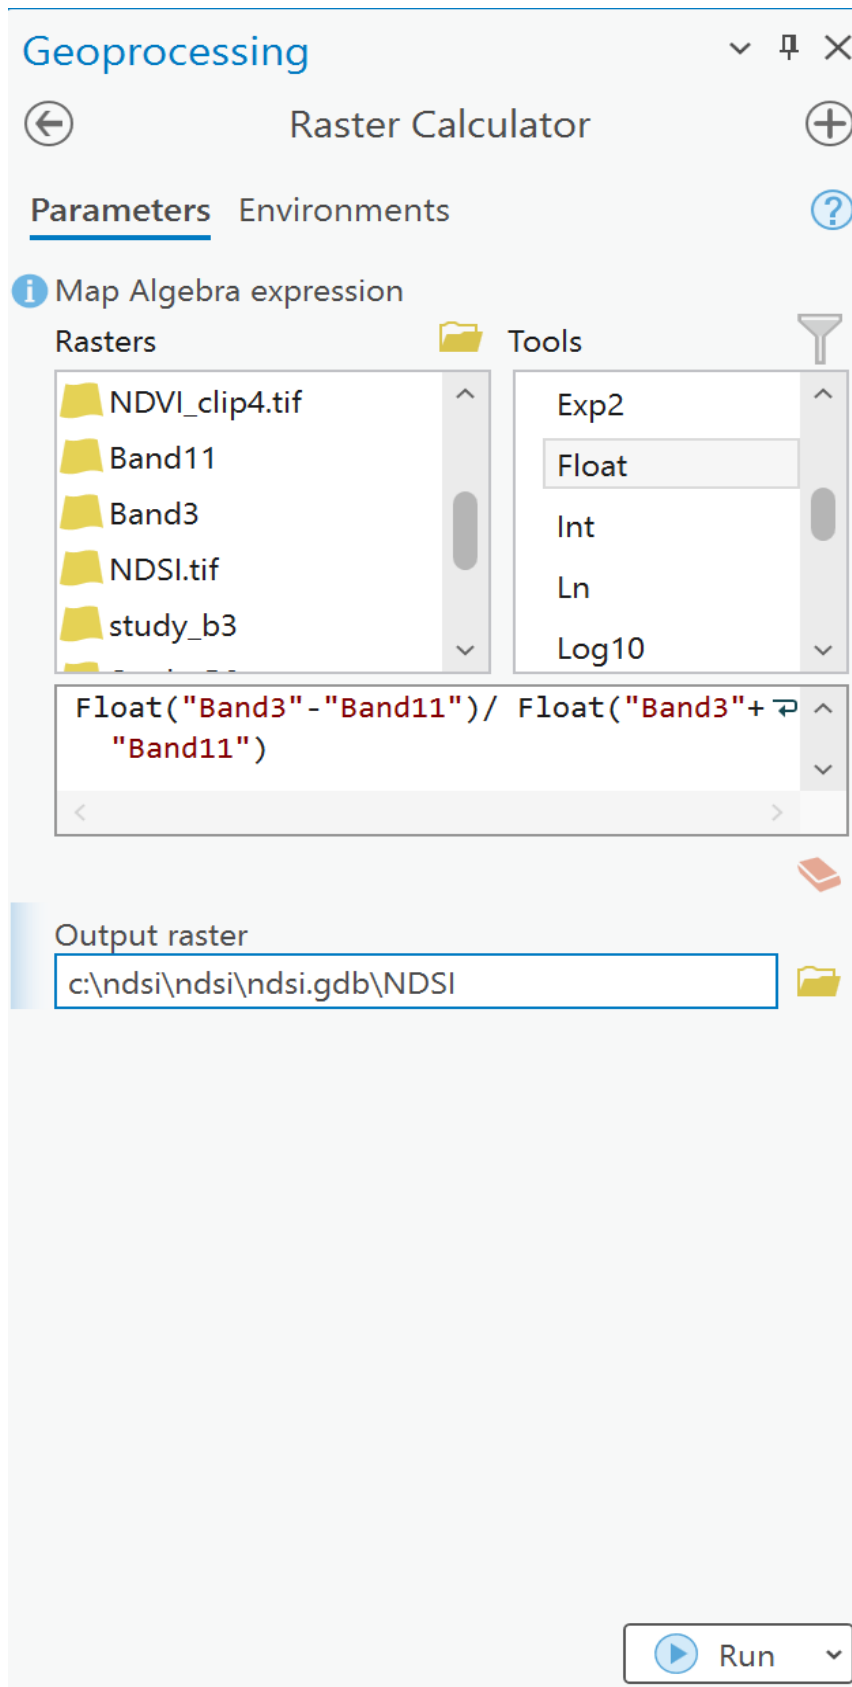 Geoprocessing
Raster Calculator
Parameters Environments
Map Algebra expression
Rasters Tools
NDVI_clip4.tif
Band11
Band3
NDSI.tif
study_b3
Exp2
Float
Int
Ln
Log10
Float("Band3"-"Band11")/ Float("Band3"+
"Band11")
Output raster
c:\ndsi\ndsi\ndsi.gdb\NDSI
Run